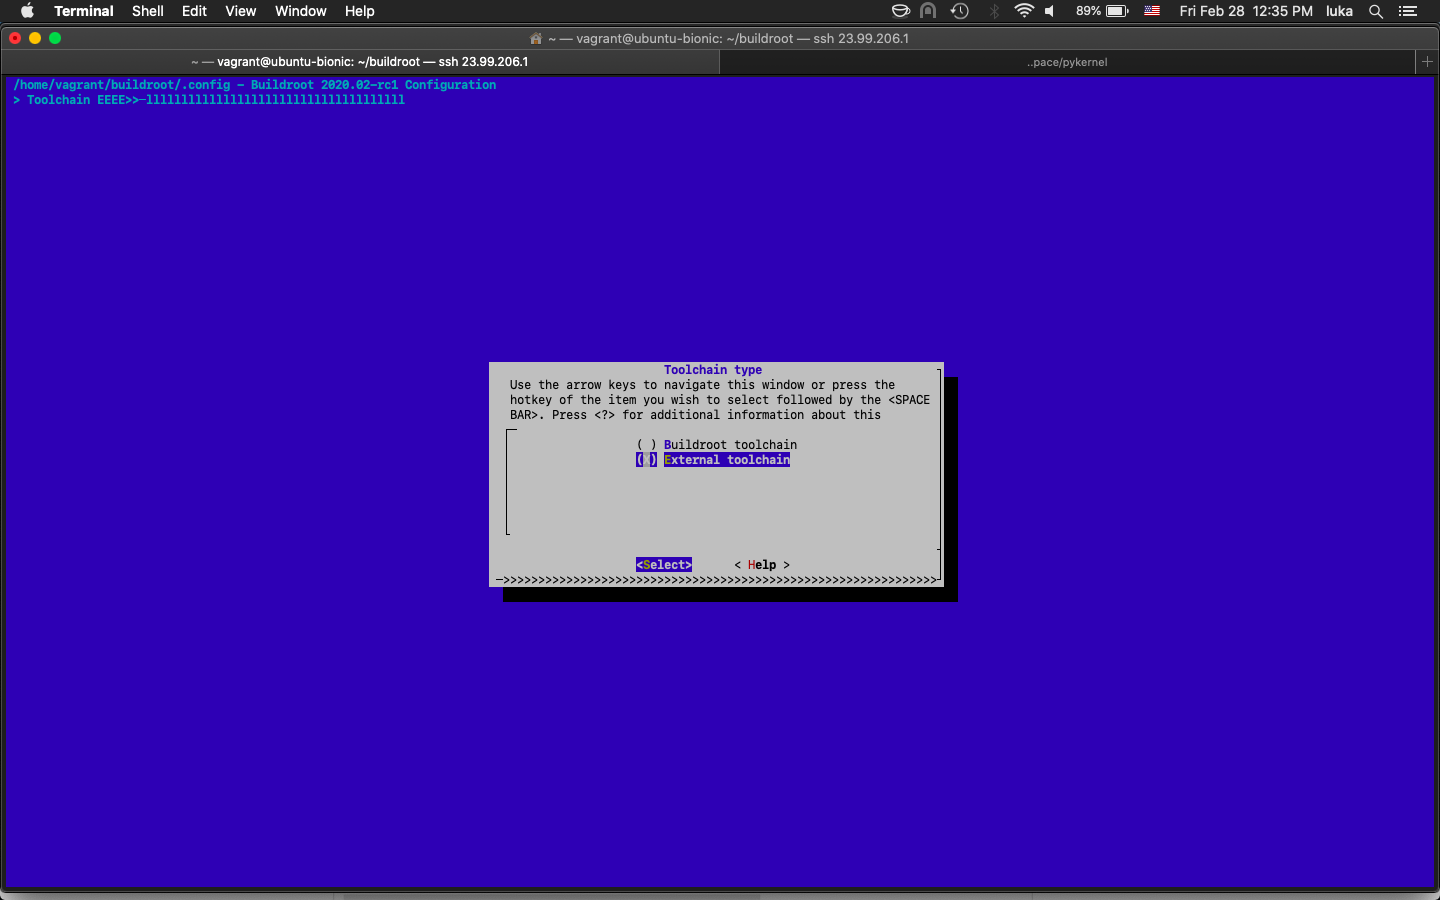 Terminal Shell Edit View Window Help 89% Fri Feb 28 12:35 PM luka
~ — vagrant@ubuntu-bionic: ~/buildroot — ssh 23.99.206.1
~ — vagrant@ubuntu-bionic: ~/buildroot — ssh 23.99.206.1
..pace/pykernel
+
/home/vagrant/buildroot/.config - Buildroot 2020.02-rc1 Configuration
> Toolchain EEEE>>─lllllllllllllllllllllllllllllllllllll
Toolchain type
Use the arrow keys to navigate this window or press the
hotkey of the item you wish to select followed by the <SPACE
BAR>. Press <?> for additional information about this
( ) Buildroot toolchain
(X) External toolchain
<Select> < Help >
─>>>>>>>>>>>>>>>>>>>>>>>>>>>>>>>>>>>>>>>>>>>>>>>>>>>>>>>>>>>>>>